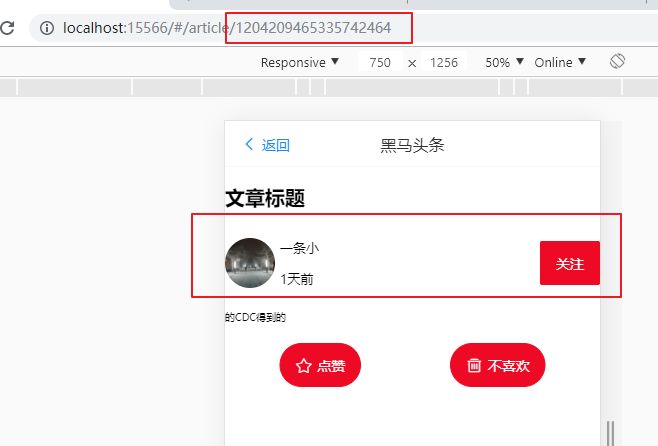 localhost:15566/#/article/1204209465335742464
Responsive ▼ 750 × 1256 50% ▼ Online ▼
返回 黑马头条
文章标题
一条小
1天前
关注
的CDC得到的
点赞 不喜欢